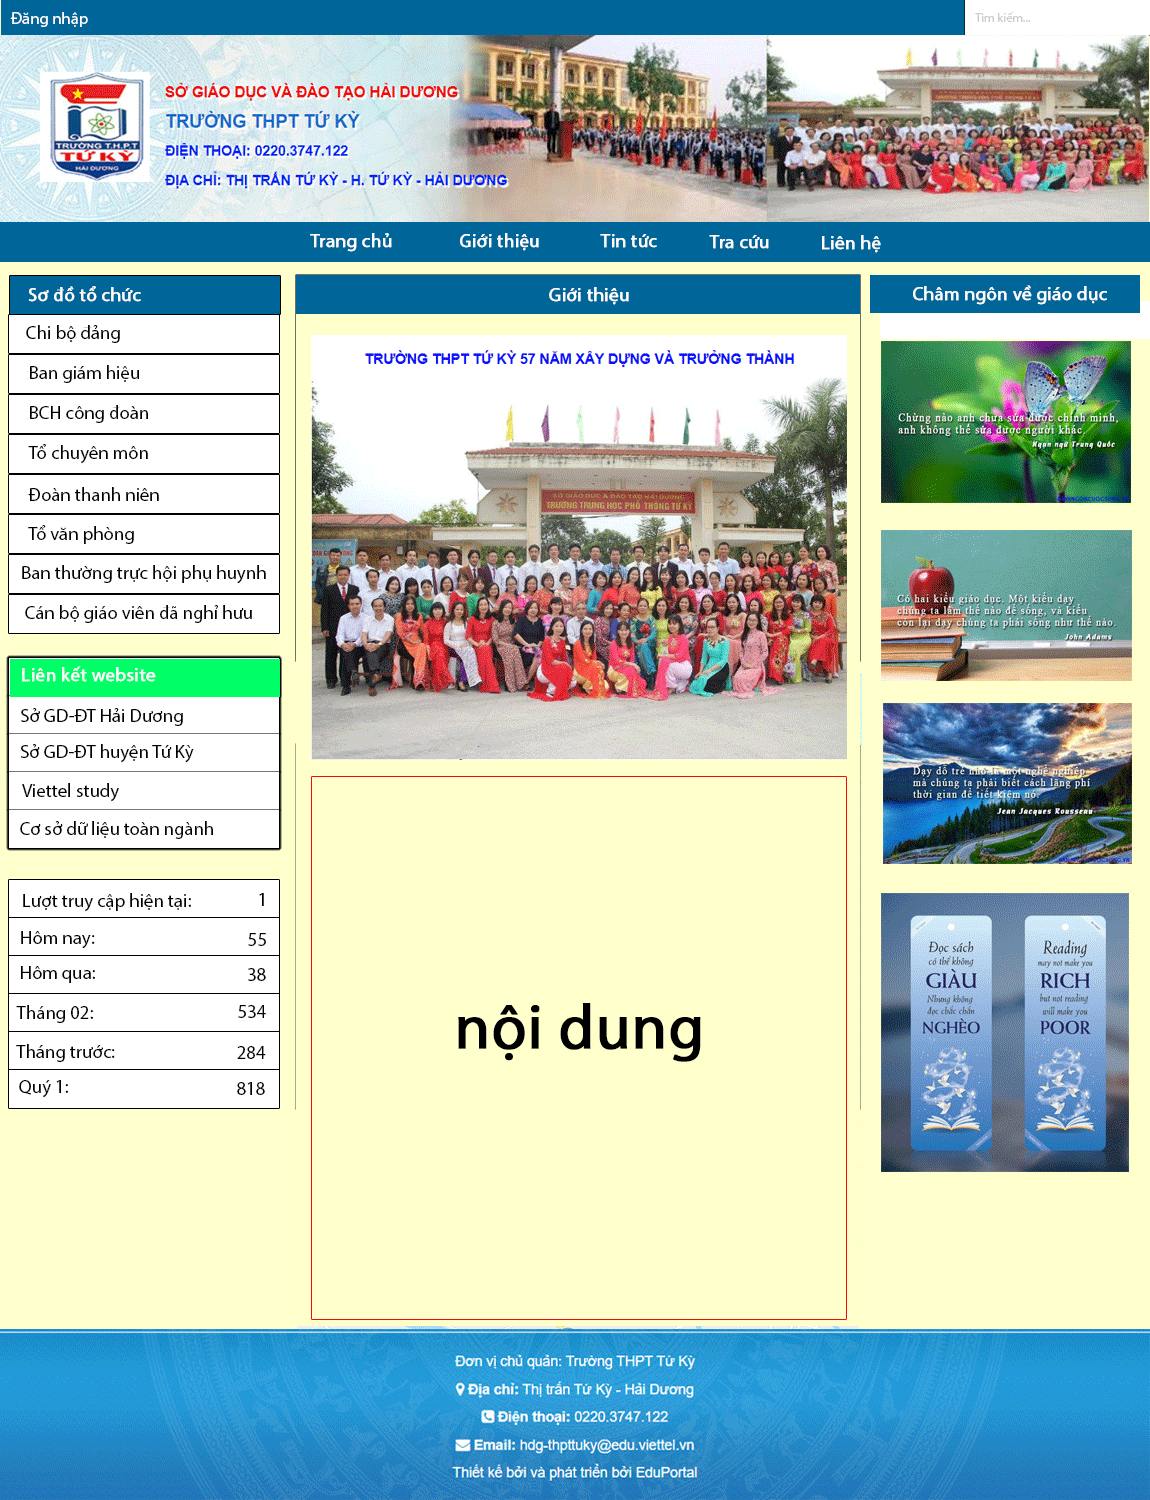 Đăng nhập
Tìm kiếm...
SỞ GIÁO DỤC VÀ ĐÀO TẠO HẢI DƯƠNG
TRƯỜNG THPT TỨ KỲ
ĐIỆN THOẠI: 0220.3747.122
ĐỊA CHỈ: THỊ TRẤN TỨ KỲ - H. TỨ KỲ - HẢI DƯƠNG
TRƯỜNG T.H.P.T
TỨ KỲ
HẢI DƯƠNG
Trang chủ
Giới thiệu
Tin tức
Tra cứu
Liên hệ
Sơ đồ tổ chức
Chi bộ dảng
Ban giám hiệu
BCH công doàn
Tổ chuyên môn
Đoàn thanh niên
Tổ văn phòng
Ban thường trực hội phụ huynh
Cán bộ giáo viên dã nghỉ hưu
Liên kết website
Sở GD-ĐT Hải Dương
Sở GD-ĐT huyện Tứ Kỳ
Viettel study
Cơ sở dữ liệu toàn ngành
Lượt truy cập hiện tại: 1
Hôm nay: 55
Hôm qua: 38
Tháng 02: 534
Tháng trước: 284
Quý 1: 818
Giới thiệu
TRƯỜNG THPT TỨ KỲ 57 NĂM XÂY DỰNG VÀ TRƯỞNG THÀNH
SỞ GIÁO DỤC & ĐÀO TẠO HẢI DƯƠNG
TRƯỜNG TRUNG HỌC PHỔ THÔNG TỨ KỲ
nội dung
Châm ngôn về giáo dục
Chừng nào anh chưa sửa được chính mình,
anh không thể sửa được người khác.
Ngạn ngữ Trung Quốc
Có hai kiểu giáo dục. Một kiểu dạy
chúng ta làm thế nào để sống, và kiểu
còn lại dạy chúng ta phải sống như thế nào.
John Adams
Dạy dỗ trẻ nhỏ là một nghề nghiệp
mà chúng ta phải biết cách lãng phí
thời gian để tiết kiệm nó.
Jean Jacques Rousseau
Đọc sách
có thể không
GIÀU
Nhưng không
đọc chắc chắn
NGHÈO
Reading
may not make you
RICH
but not reading
will make you
POOR
Đơn vị chủ quản: Trường THPT Tứ Kỳ
Địa chỉ: Thị trấn Tứ Kỳ - Hải Dương
Điện thoại: 0220.3747.122
Email: hdg-thpttuky@edu.viettel.vn
Thiết kế bởi và phát triển bởi EduPortal